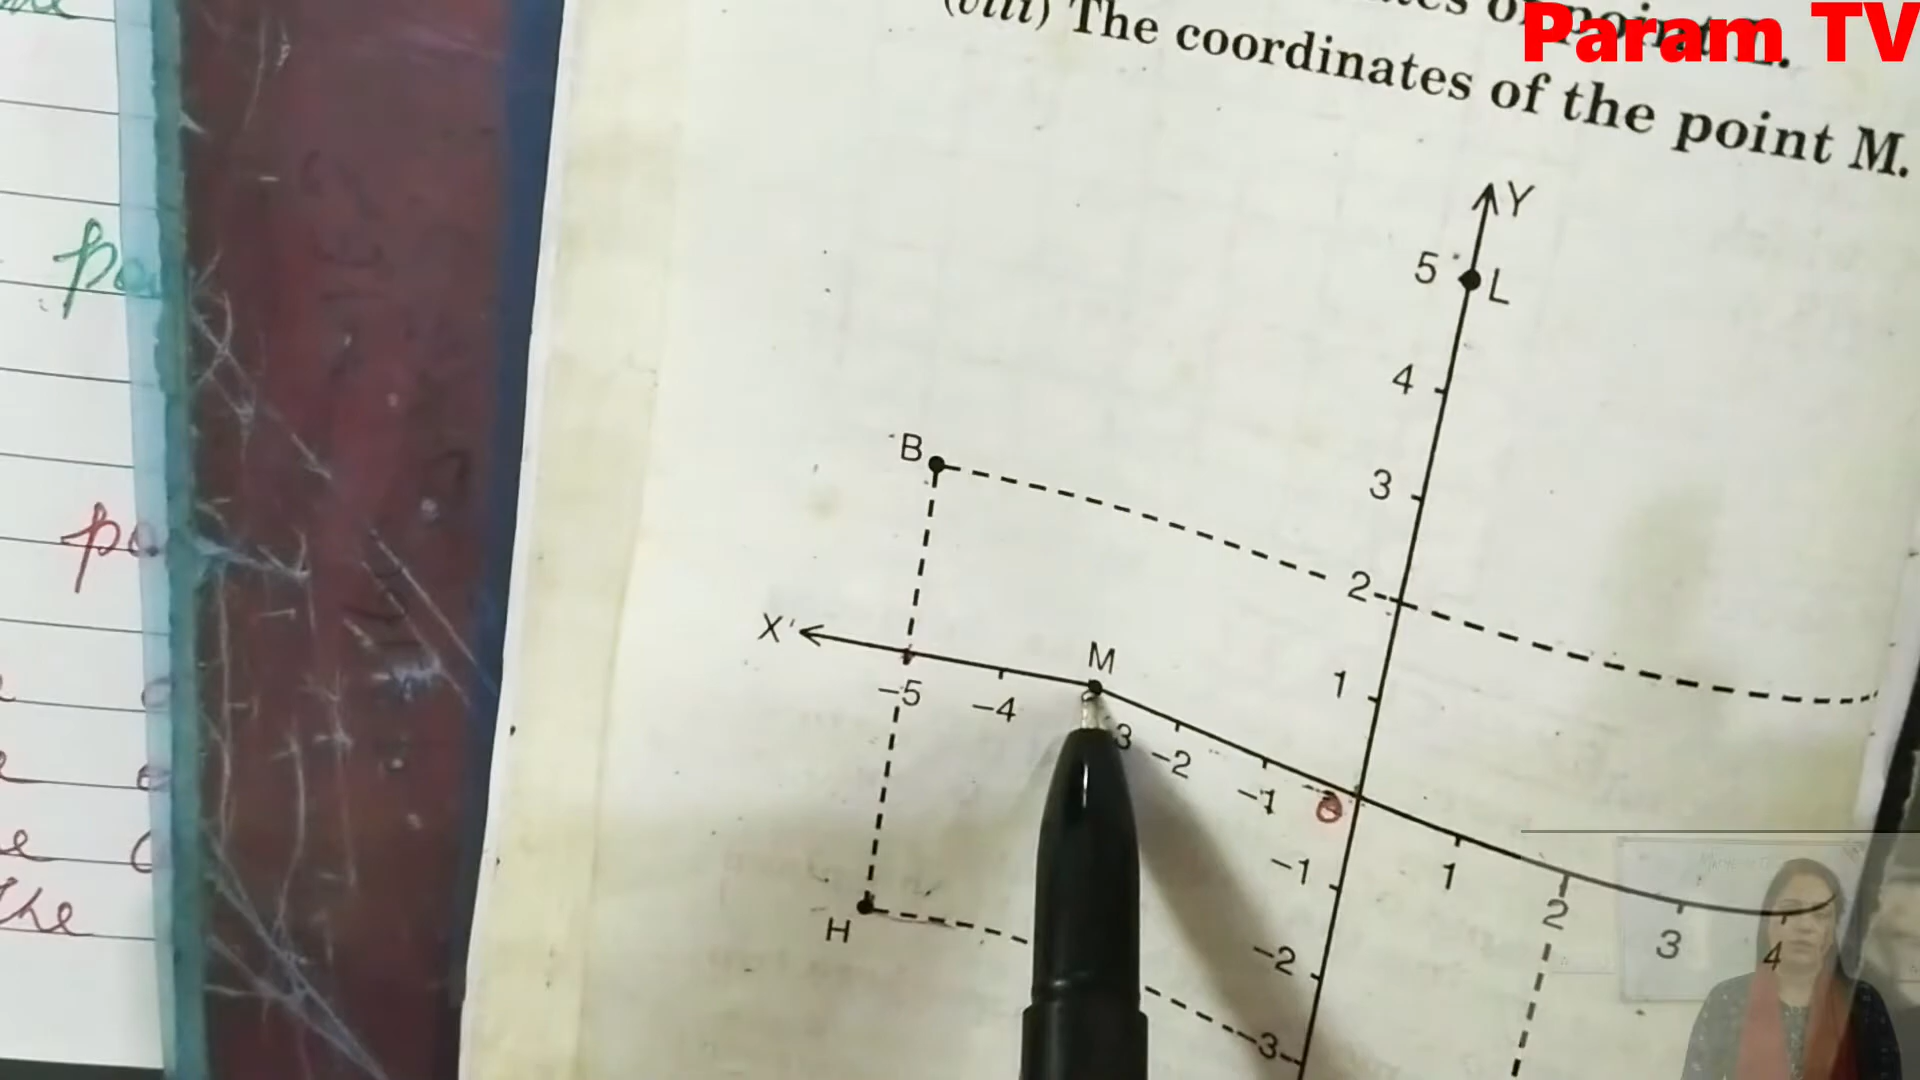 Param TV
(viii) The coordinates of the point M.
Y
5 L
4
B
3
2
X'
M
1
-5 -4 3 -2 -1
-1
1 2 3 4
H
-2
-3
the